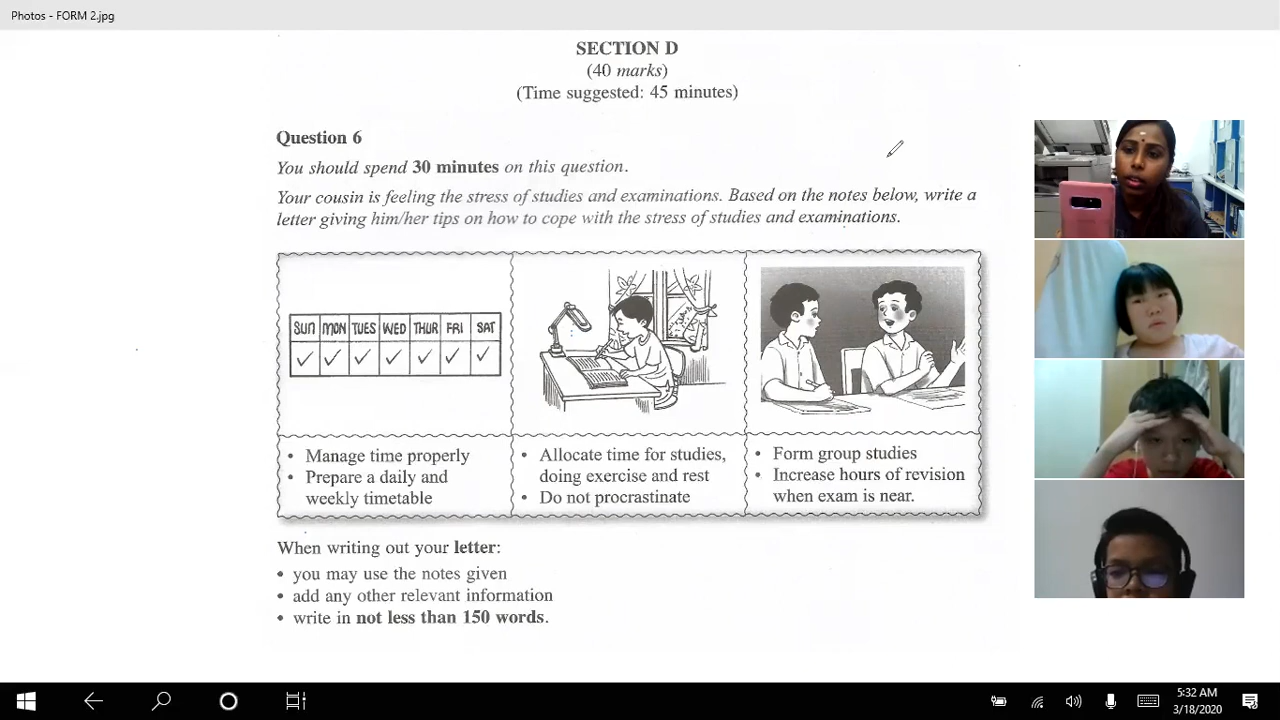 Photos - FORM 2.jpg
SECTION D
(40 marks)
(Time suggested: 45 minutes)
Question 6
You should spend 30 minutes on this question.
Your cousin is feeling the stress of studies and examinations. Based on the notes below, write a
letter giving him/her tips on how to cope with the stress of studies and examinations.
SUN MON TUES WED THUR FRI SAT
• Manage time properly
• Prepare a daily and
weekly timetable
• Allocate time for studies,
doing exercise and rest
• Do not procrastinate
• Form group studies
• Increase hours of revision
when exam is near.
When writing out your letter:
• you may use the notes given
• add any other relevant information
• write in not less than 150 words.
5:32 AM
3/18/2020